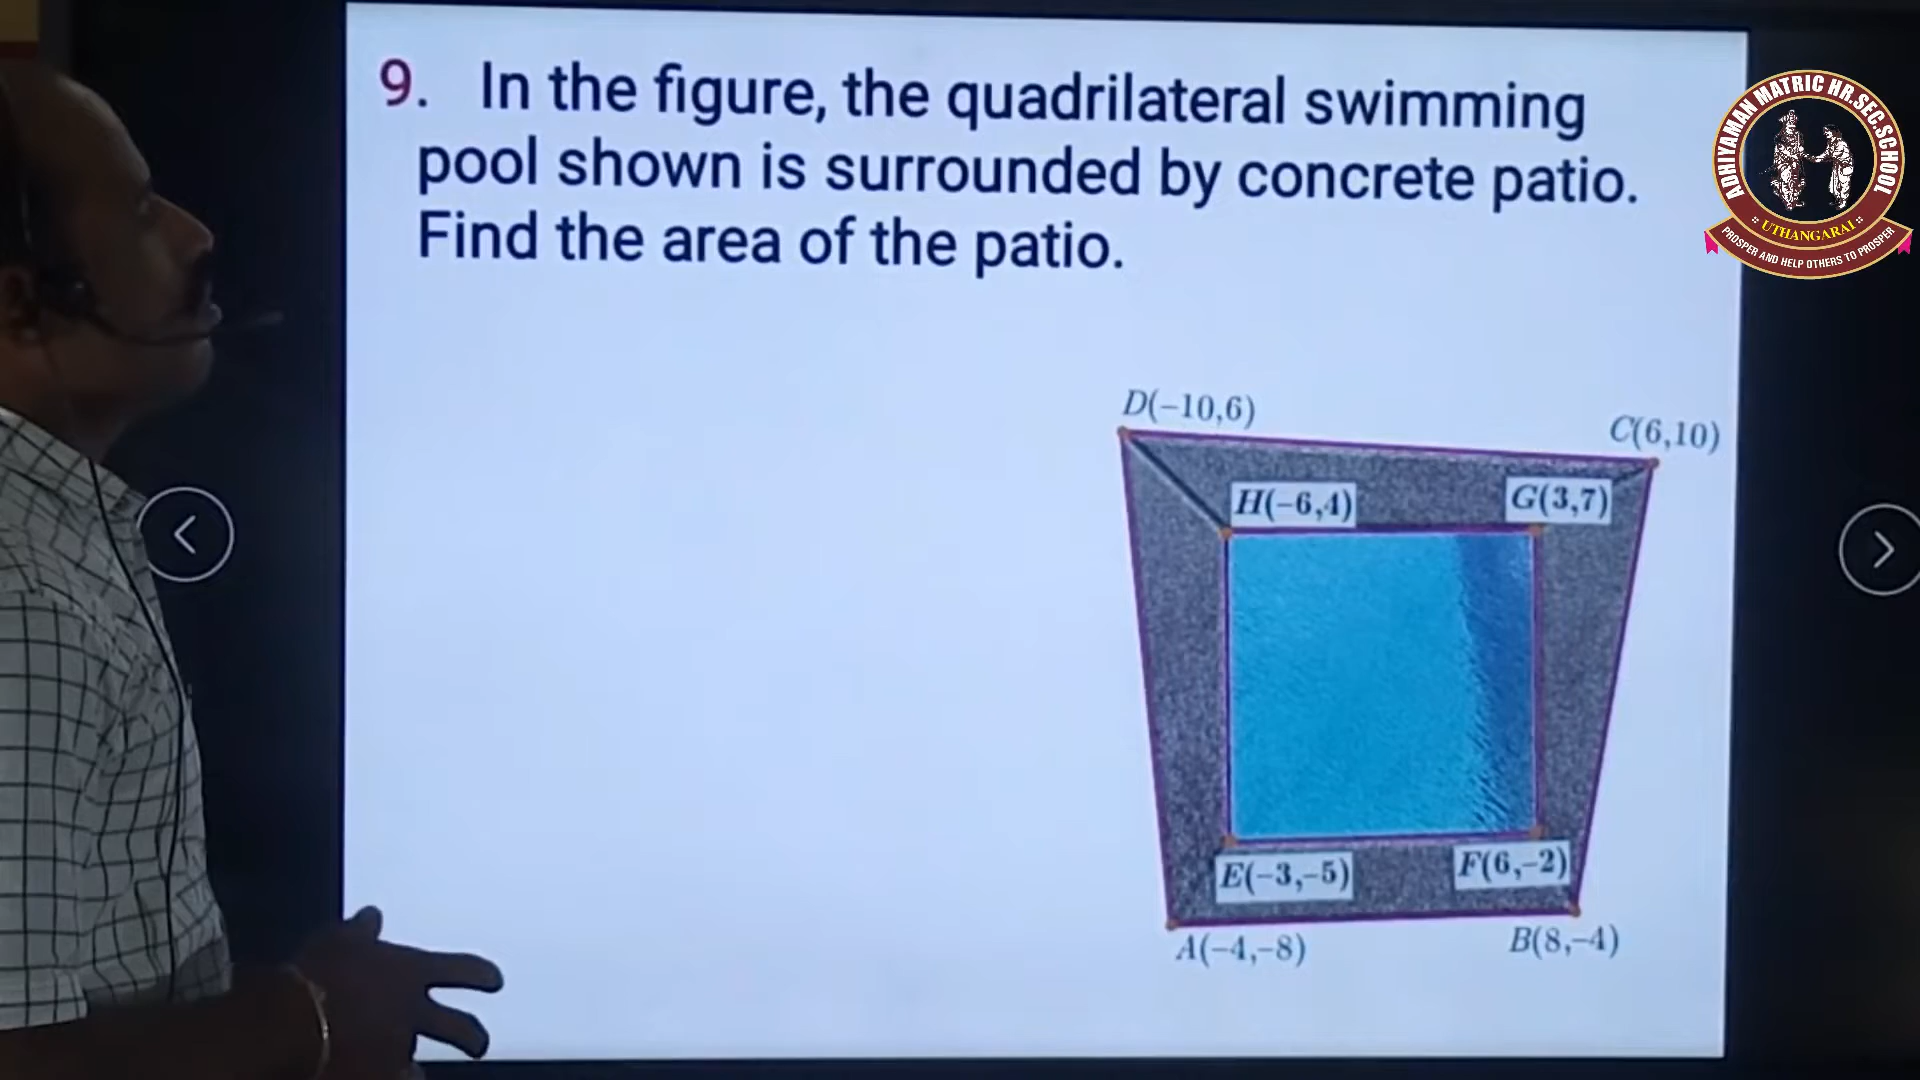 9. In the figure, the quadrilateral swimming
pool shown is surrounded by concrete patio.
Find the area of the patio.
ADHIYAMAN MATRIC HR.SEC.SCHOOL
:: UTHANGARAI ::
PROSPER AND HELP OTHERS TO PROSPER
D(−10,6)
C(6,10)
H(−6,4)
G(3,7)
E(−3,−5)
F(6,−2)
A(−4,−8)
B(8,−4)